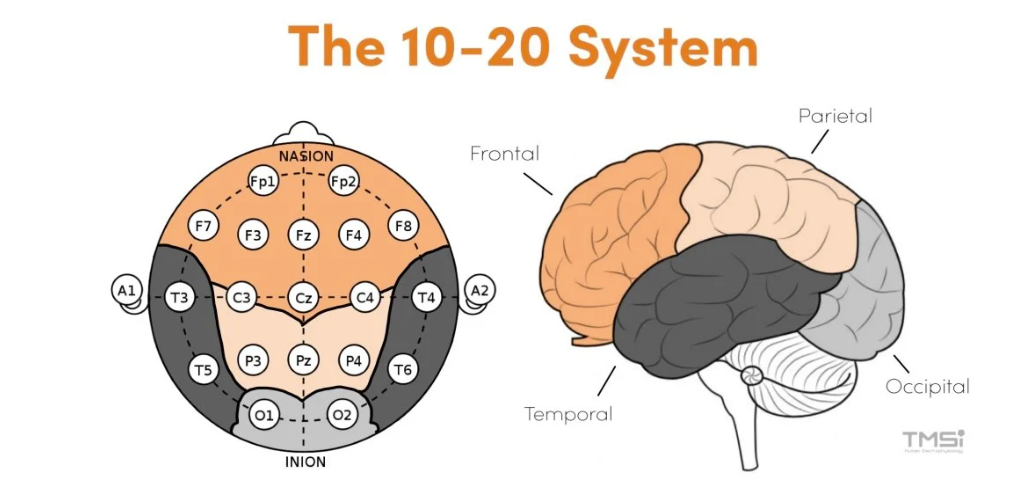 The 10-20 System
Parietal
Frontal
NASION
Fp1 Fp2
F7 F3 Fz F4 F8
A1 T3 C3 Cz C4 T4 A2
T5 P3 Pz P4 T6
O1 O2
INION
Temporal
Occipital
TMSi